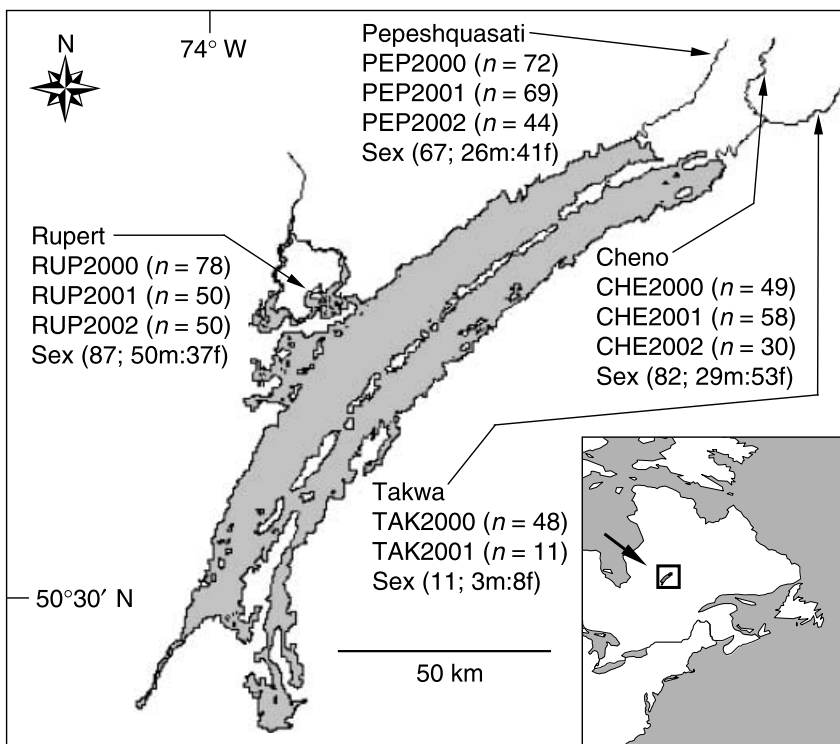 N
74° W
Pepeshquasati
PEP2000 (n = 72)
PEP2001 (n = 69)
PEP2002 (n = 44)
Sex (67; 26m:41f)
Rupert
RUP2000 (n = 78)
RUP2001 (n = 50)
RUP2002 (n = 50)
Sex (87; 50m:37f)
Cheno
CHE2000 (n = 49)
CHE2001 (n = 58)
CHE2002 (n = 30)
Sex (82; 29m:53f)
Takwa
TAK2000 (n = 48)
TAK2001 (n = 11)
Sex (11; 3m:8f)
50°30′ N
50 km